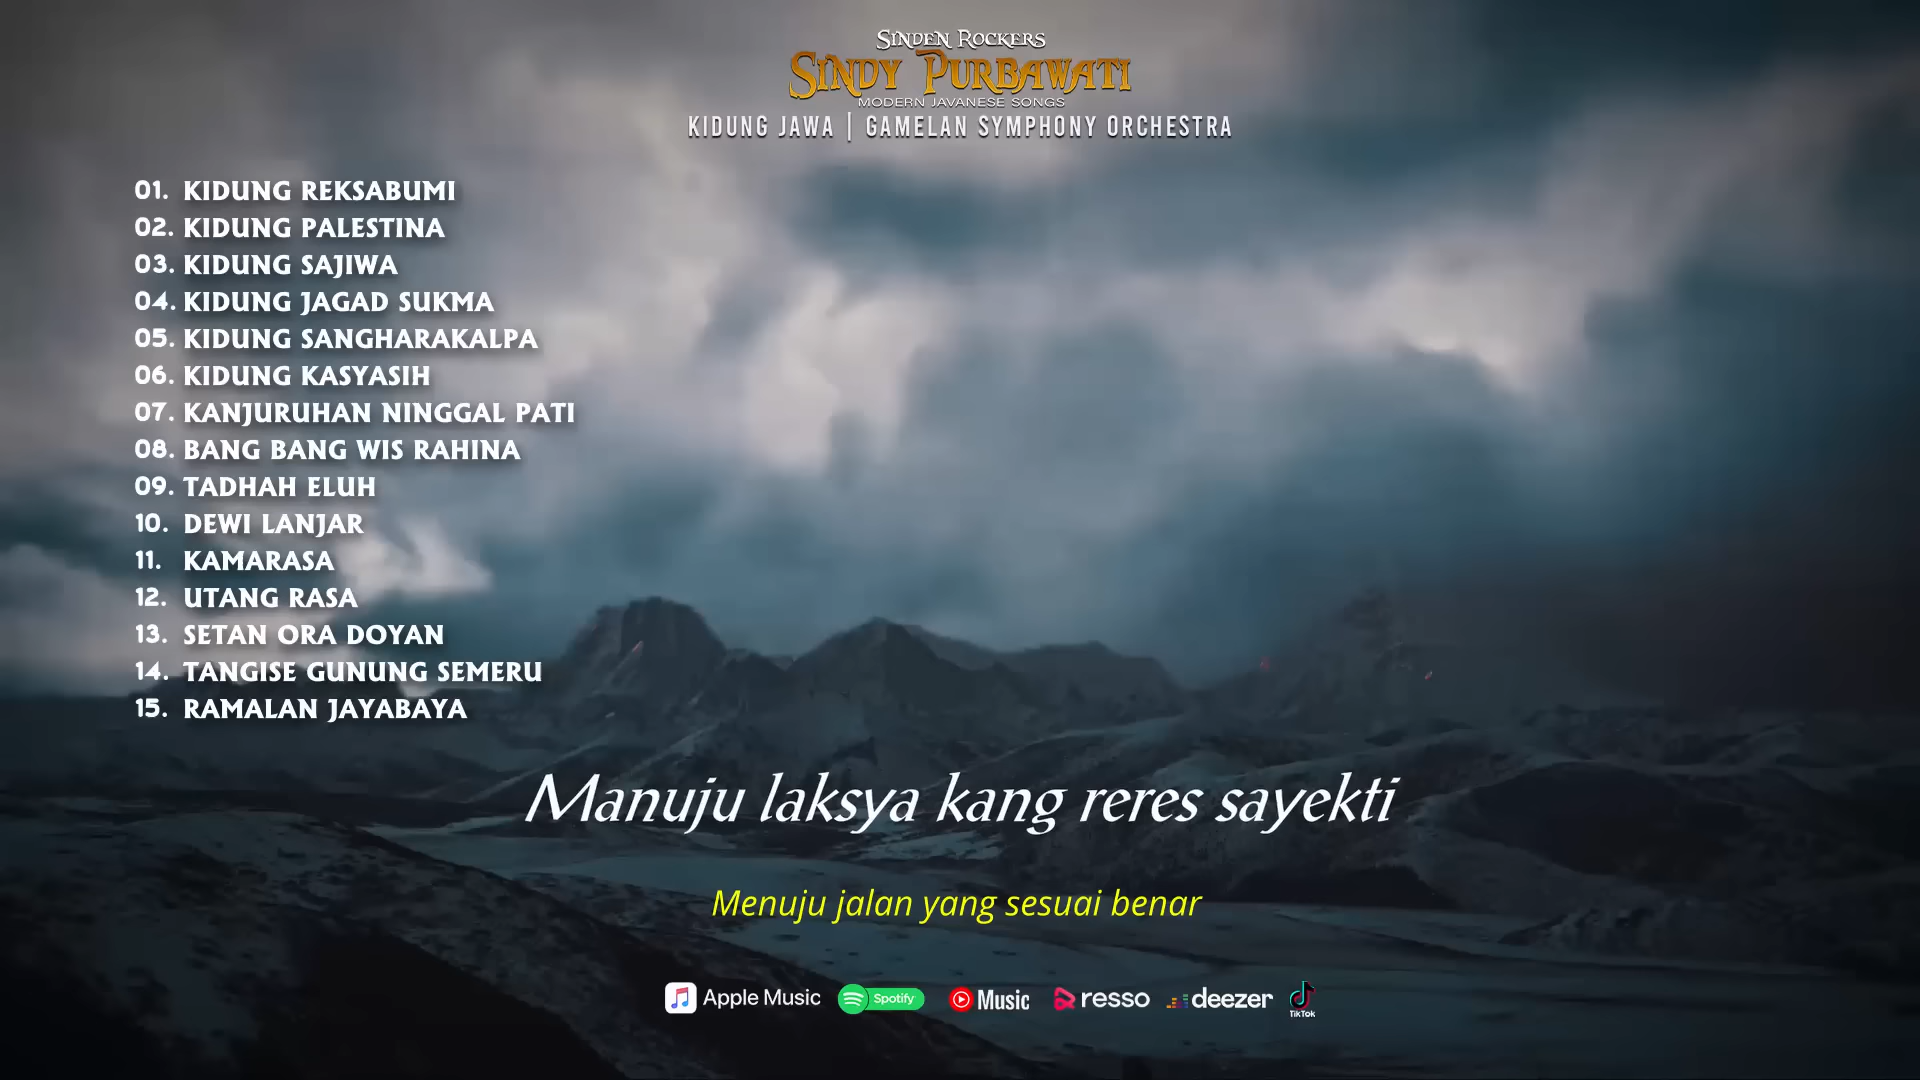 SINDEN ROCKERS
SINDY PURBAWATI
MODERN JAVANESE SONGS
KIDUNG JAWA | GAMELAN SYMPHONY ORCHESTRA
01. KIDUNG REKSABUMI
02. KIDUNG PALESTINA
03. KIDUNG SAJIWA
04. KIDUNG JAGAD SUKMA
05. KIDUNG SANGHARAKALPA
06. KIDUNG KASYASIH
07. KANJURUHAN NINGGAL PATI
08. BANG BANG WIS RAHINA
09. TADHAH ELUH
10. DEWI LANJAR
11. KAMARASA
12. UTANG RASA
13. SETAN ORA DOYAN
14. TANGISE GUNUNG SEMERU
15. RAMALAN JAYABAYA
Manuju laksya kang reres sayekti
Menuju jalan yang sesuai benar
Apple Music Spotify Music resso deezer TikTok